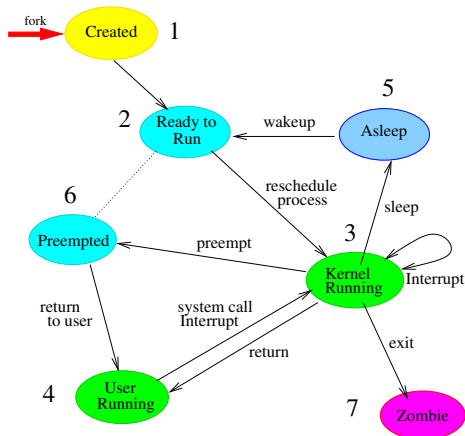 fork
Created
1
5
2
Ready to
Run
wakeup
Asleep
6
reschedule
process
sleep
3
Preempted
preempt
Kernel
Running
Interrupt
return
to user
system call
Interrupt
return
exit
4
User
Running
7
Zombie